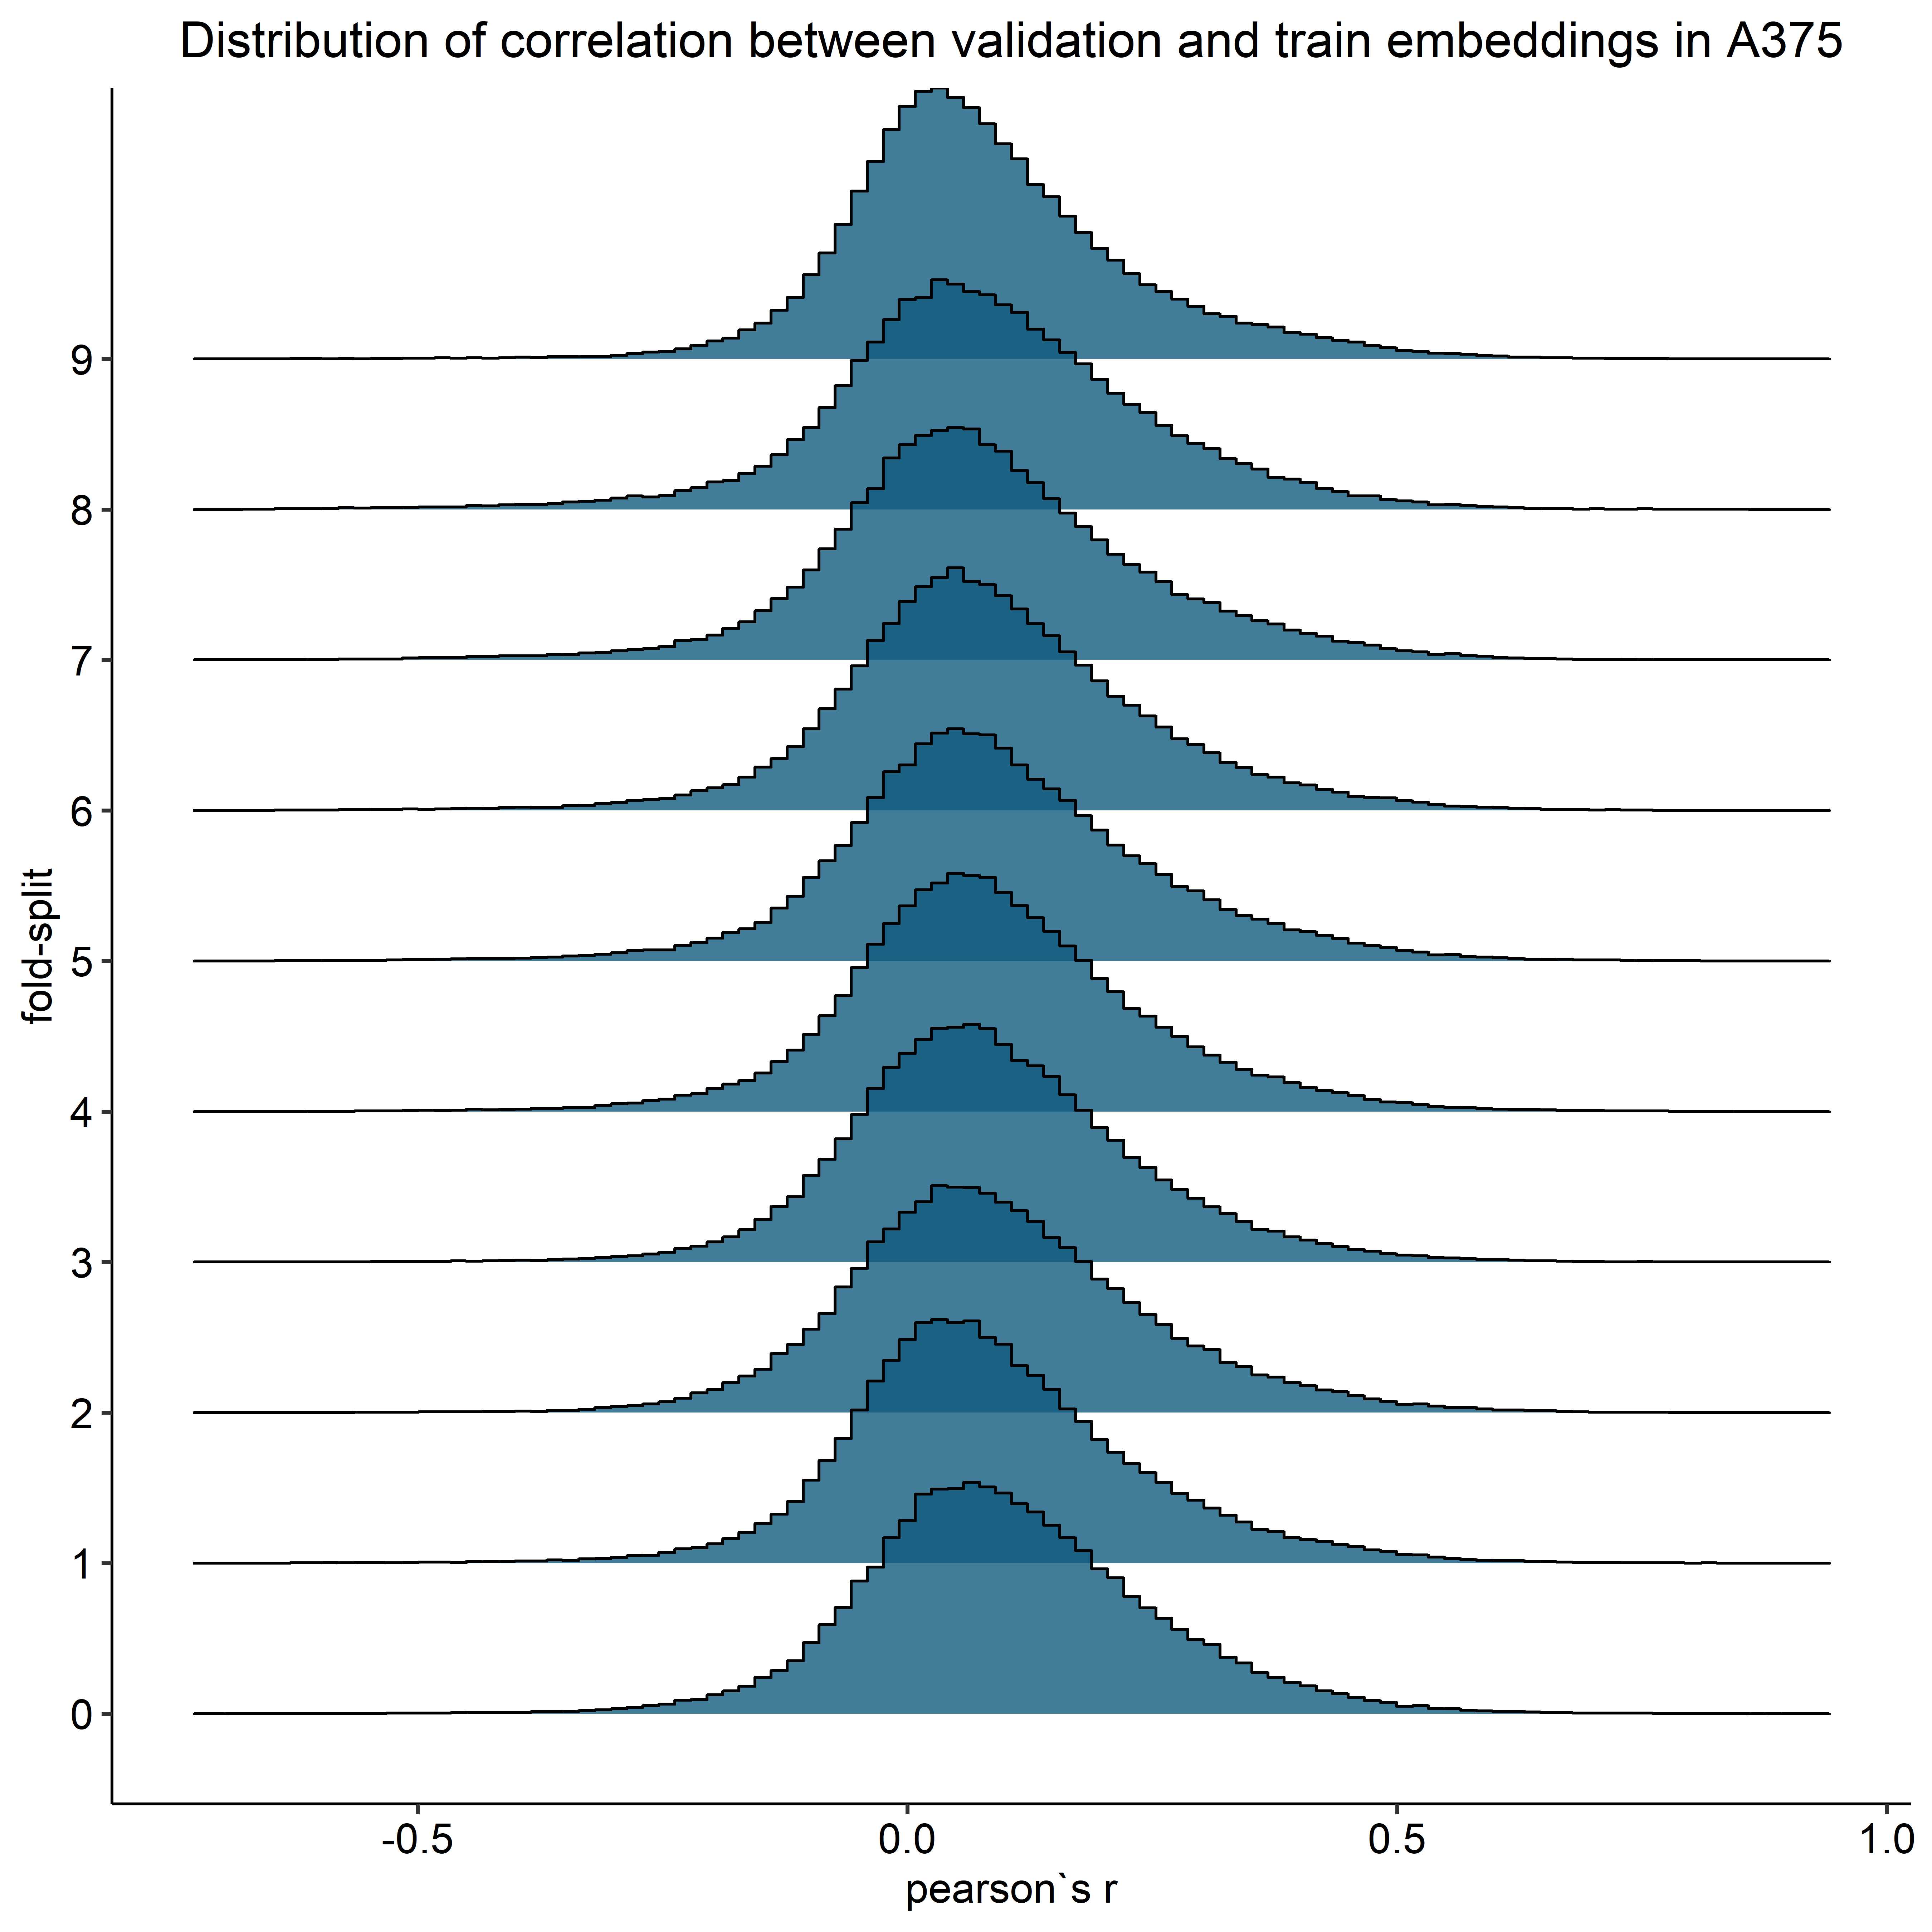 Distribution of correlation between validation and train embeddings in A375
fold-split
9
8
7
6
5
4
3
2
1
0
-0.5 0.0 0.5 1.0
pearson`s r